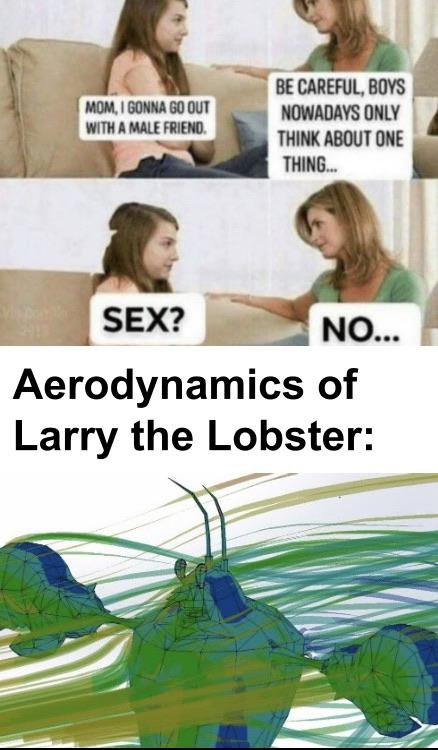 MOM, I GONNA GO OUT
WITH A MALE FRIEND.
BE CAREFUL, BOYS
NOWADAYS ONLY
THINK ABOUT ONE
THING...
SEX?
NO...
Aerodynamics of
Larry the Lobster: